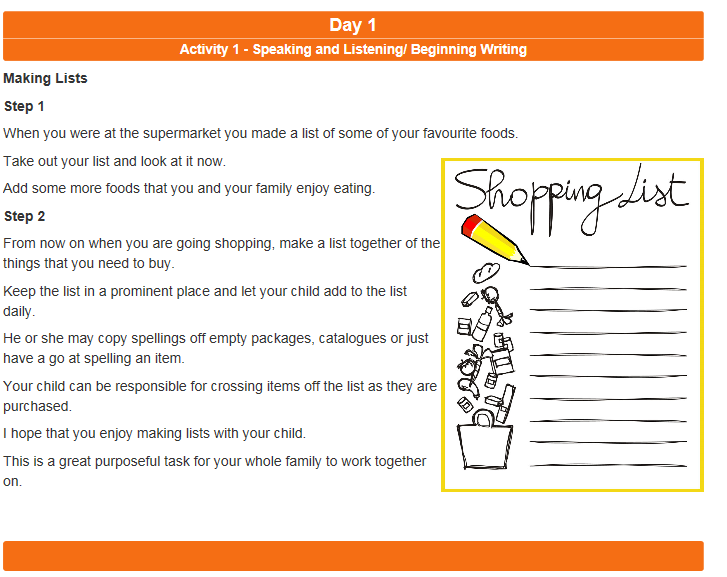 Day 1
Activity 1 - Speaking and Listening/ Beginning Writing
Making Lists
Step 1
When you were at the supermarket you made a list of some of your favourite foods.
Take out your list and look at it now.
Add some more foods that you and your family enjoy eating.
Step 2
From now on when you are going shopping, make a list together of the
things that you need to buy.
Keep the list in a prominent place and let your child add to the list
daily.
He or she may copy spellings off empty packages, catalogues or just
have a go at spelling an item.
Your child can be responsible for crossing items off the list as they are
purchased.
I hope that you enjoy making lists with your child.
This is a great purposeful task for your whole family to work together
on.
Shopping List